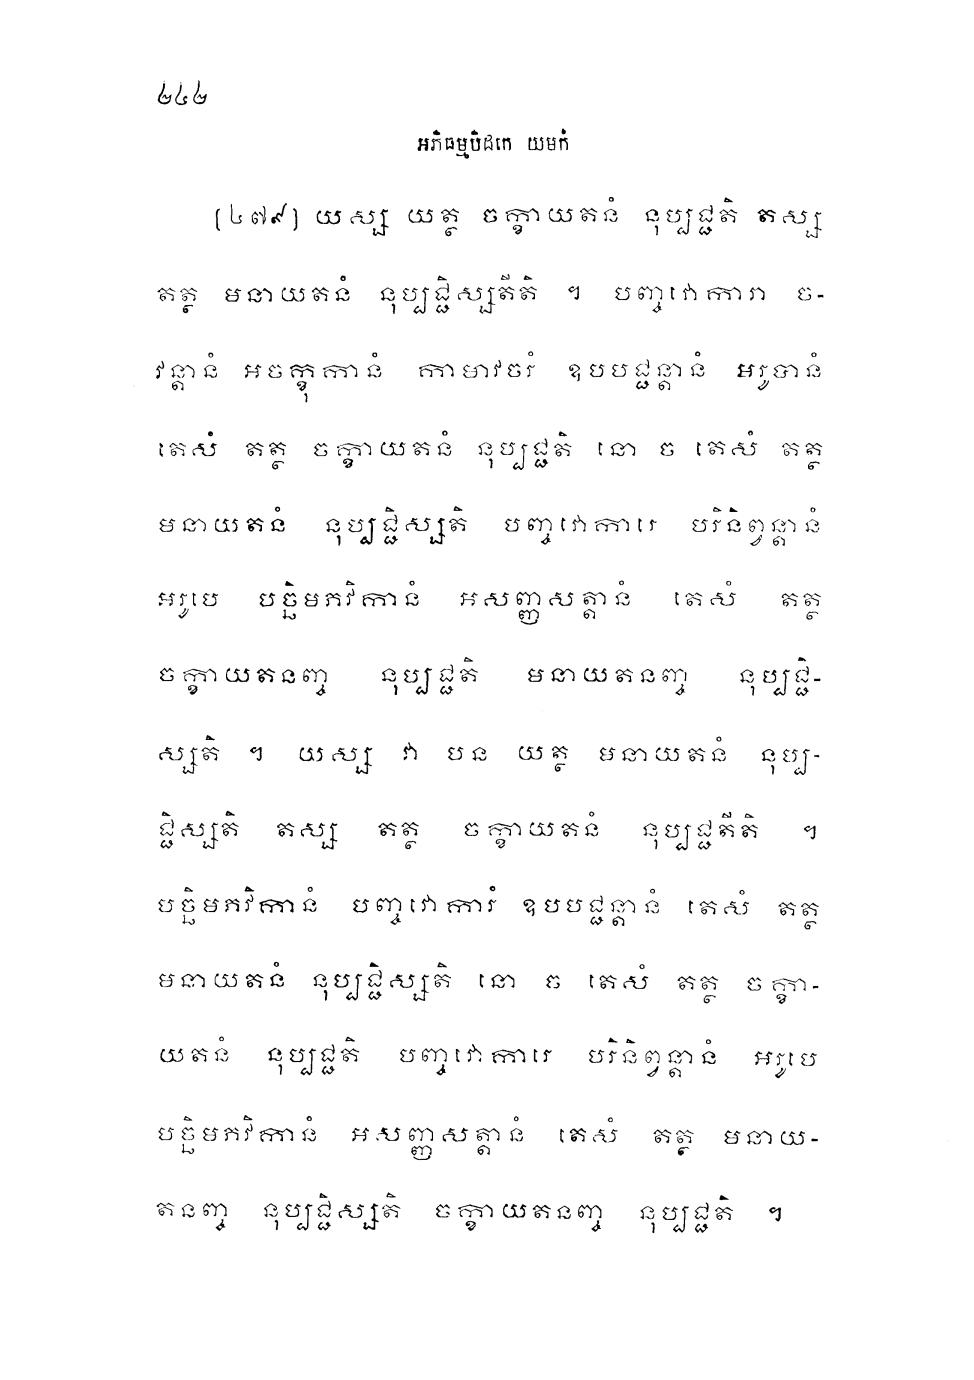 ២៤២
អភិធម្មបិដកេ យមកំ
[៤៧៩] យស្ស យត្ថ ចក្ខាយតនំ នុប្បជ្ជតិ តស្ស
តត្ថ មនាយតនំ នុប្បជ្ជិស្សតីតិ ។ បញ្ចវោការា ច-
វន្តានំ អចក្ខុកានំ កាមាវចរំ ឧបបជ្ជន្តានំ អរូបានំ
តេសំ តត្ថ ចក្ខាយតនំ នុប្បជ្ជតិ នោ ច តេសំ តត្ថ
មនាយតនំ នុប្បជ្ជិស្សតិ បញ្ចវោការេ បរិនិព្វន្តានំ
អរូបេ បច្ឆិមភវិកានំ អសញ្ញសត្តានំ តេសំ តត្ថ
ចក្ខាយតនញ្ច នុប្បជ្ជតិ មនាយតនញ្ច នុប្បជ្ជិ-
ស្សតិ ។ យស្ស វា បន យត្ថ មនាយតនំ នុប្ប-
ជ្ជិស្សតិ តស្ស តត្ថ ចក្ខាយតនំ នុប្បជ្ជតីតិ ។
បច្ឆិមភវិកានំ បញ្ចវោការំ ឧបបជ្ជន្តានំ តេសំ តត្ថ
មនាយតនំ នុប្បជ្ជិស្សតិ នោ ច តេសំ តត្ថ ចក្ខា-
យតនំ នុប្បជ្ជតិ បញ្ចវោការេ បរិនិព្វន្តានំ អរូបេ
បច្ឆិមភវិកានំ អសញ្ញសត្តានំ តេសំ តត្ថ មនាយ-
តនញ្ច នុប្បជ្ជិស្សតិ ចក្ខាយតនញ្ច នុប្បជ្ជតិ ។